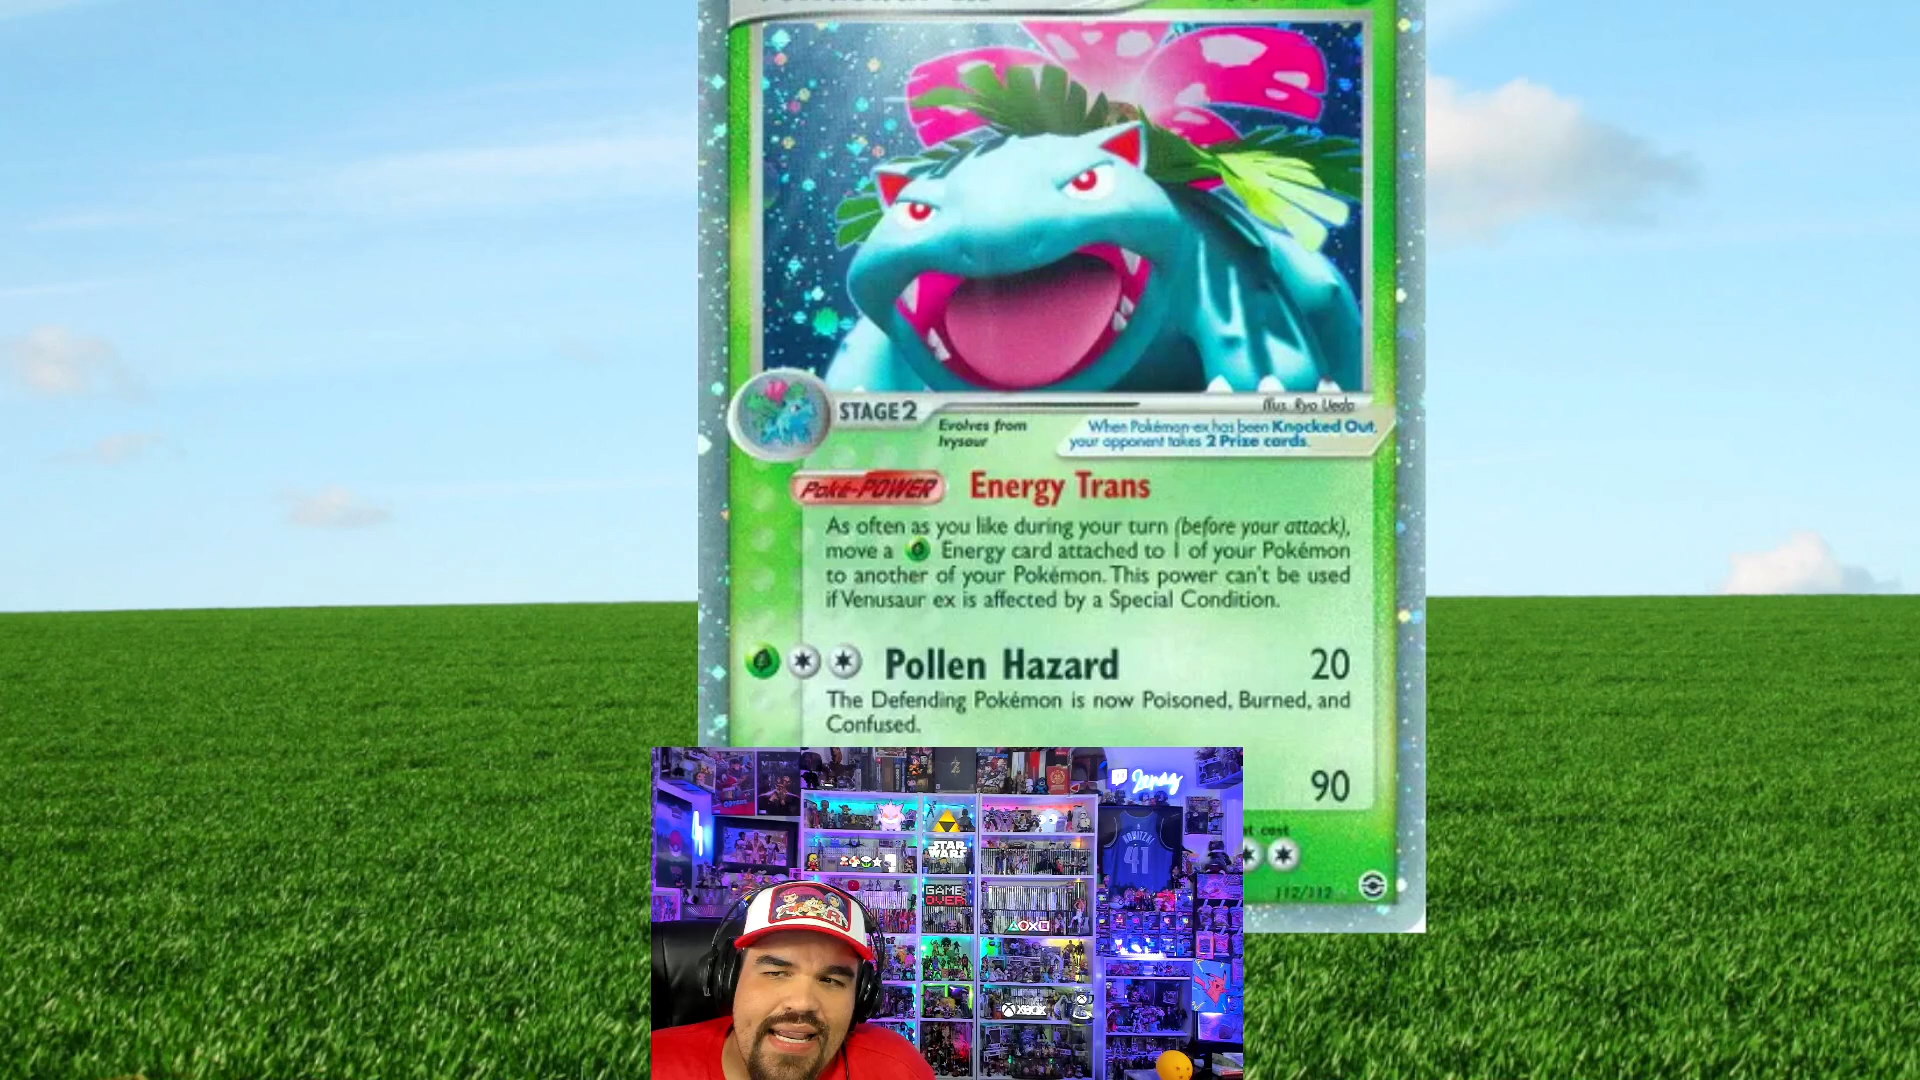 STAGE 2
Illus. Ryo Ueda
Evolves from
Ivysaur
When Pokémon-ex has been Knocked Out,
your opponent takes 2 Prize cards.
Poké-POWER Energy Trans
As often as you like during your turn (before your attack),
move a Energy card attached to 1 of your Pokémon
to another of your Pokémon. This power can't be used
if Venusaur ex is affected by a Special Condition.
Pollen Hazard 20
The Defending Pokémon is now Poisoned, Burned, and
Confused.
90
cost
112/112
STAR
WARS
GAME
OVER
NOWITZKI
41
XBOX